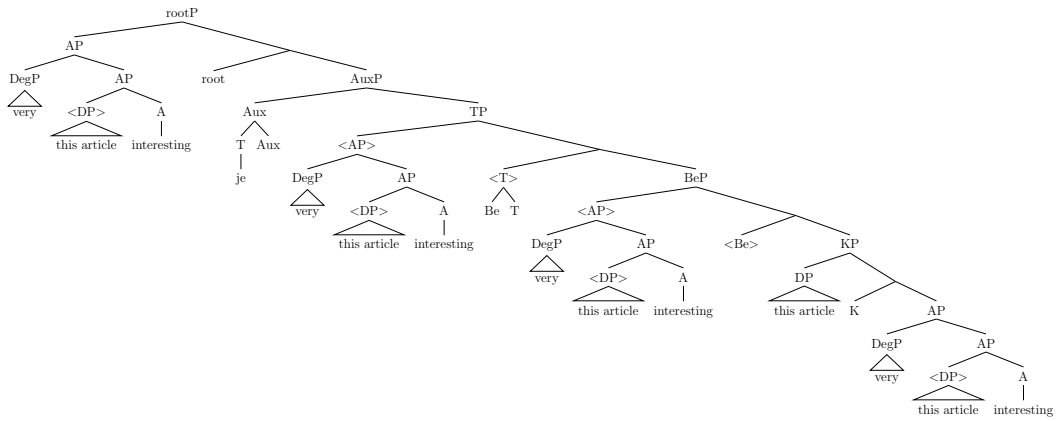 rootP
AP
DegP AP root AuxP
very <DP> A Aux TP
this article interesting T Aux <AP>
je DegP AP <T> BeP
very <DP> A Be T <AP>
this article interesting DegP AP <Be> KP
very <DP> A DP
this article interesting this article K AP
DegP AP
very <DP> A
this article interesting